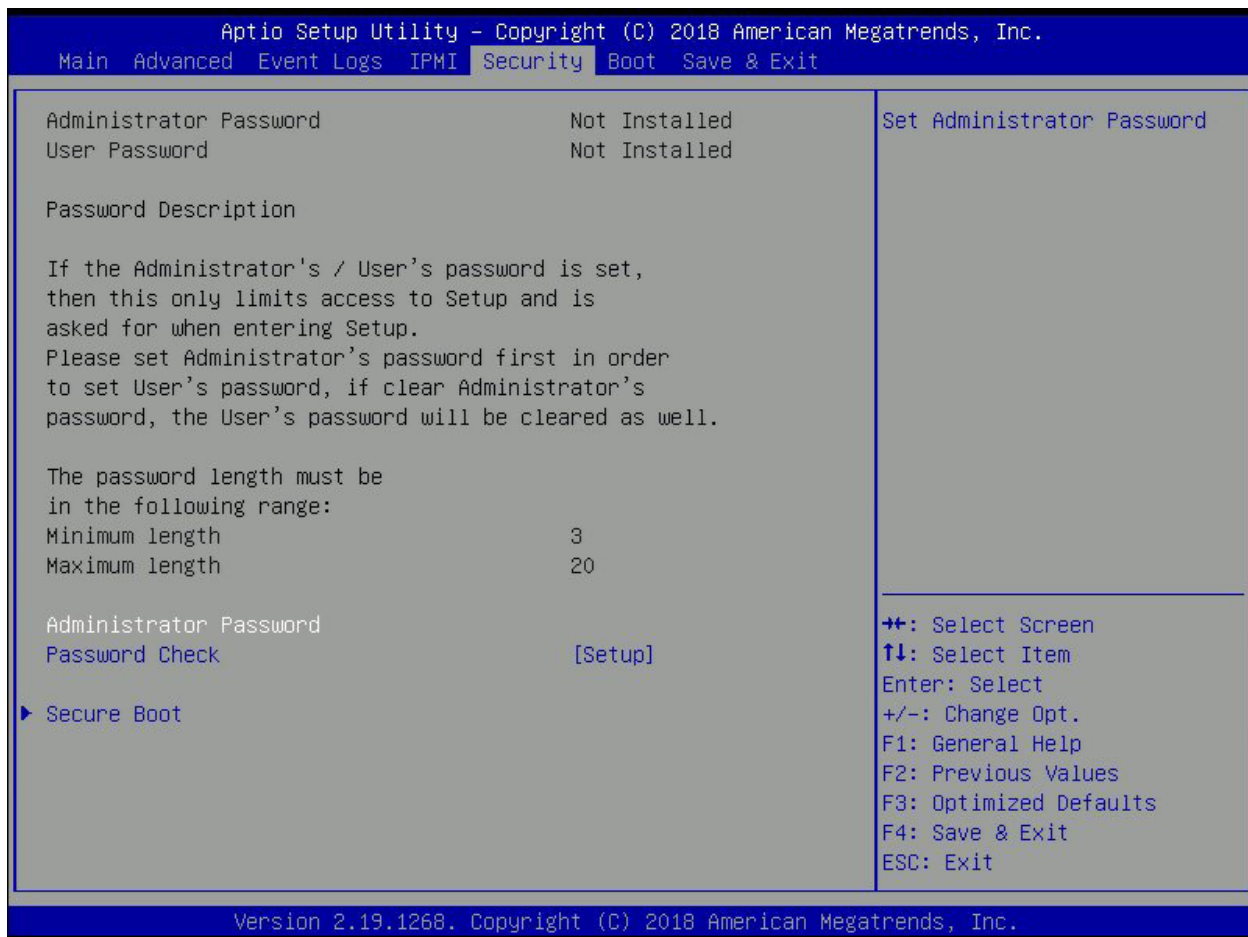 Aptio Setup Utility – Copyright (C) 2018 American Megatrends, Inc.
Main Advanced Event Logs IPMI Security Boot Save & Exit
Administrator Password Not Installed
User Password Not Installed
Password Description
If the Administrator's / User's password is set,
then this only limits access to Setup and is
asked for when entering Setup.
Please set Administrator's password first in order
to set User's password, if clear Administrator's
password, the User's password will be cleared as well.
The password length must be
in the following range:
Minimum length 3
Maximum length 20
Administrator Password
Password Check [Setup]
Secure Boot
Set Administrator Password
→←: Select Screen
↑↓: Select Item
Enter: Select
+/-: Change Opt.
F1: General Help
F2: Previous Values
F3: Optimized Defaults
F4: Save & Exit
ESC: Exit
Version 2.19.1268. Copyright (C) 2018 American Megatrends, Inc.